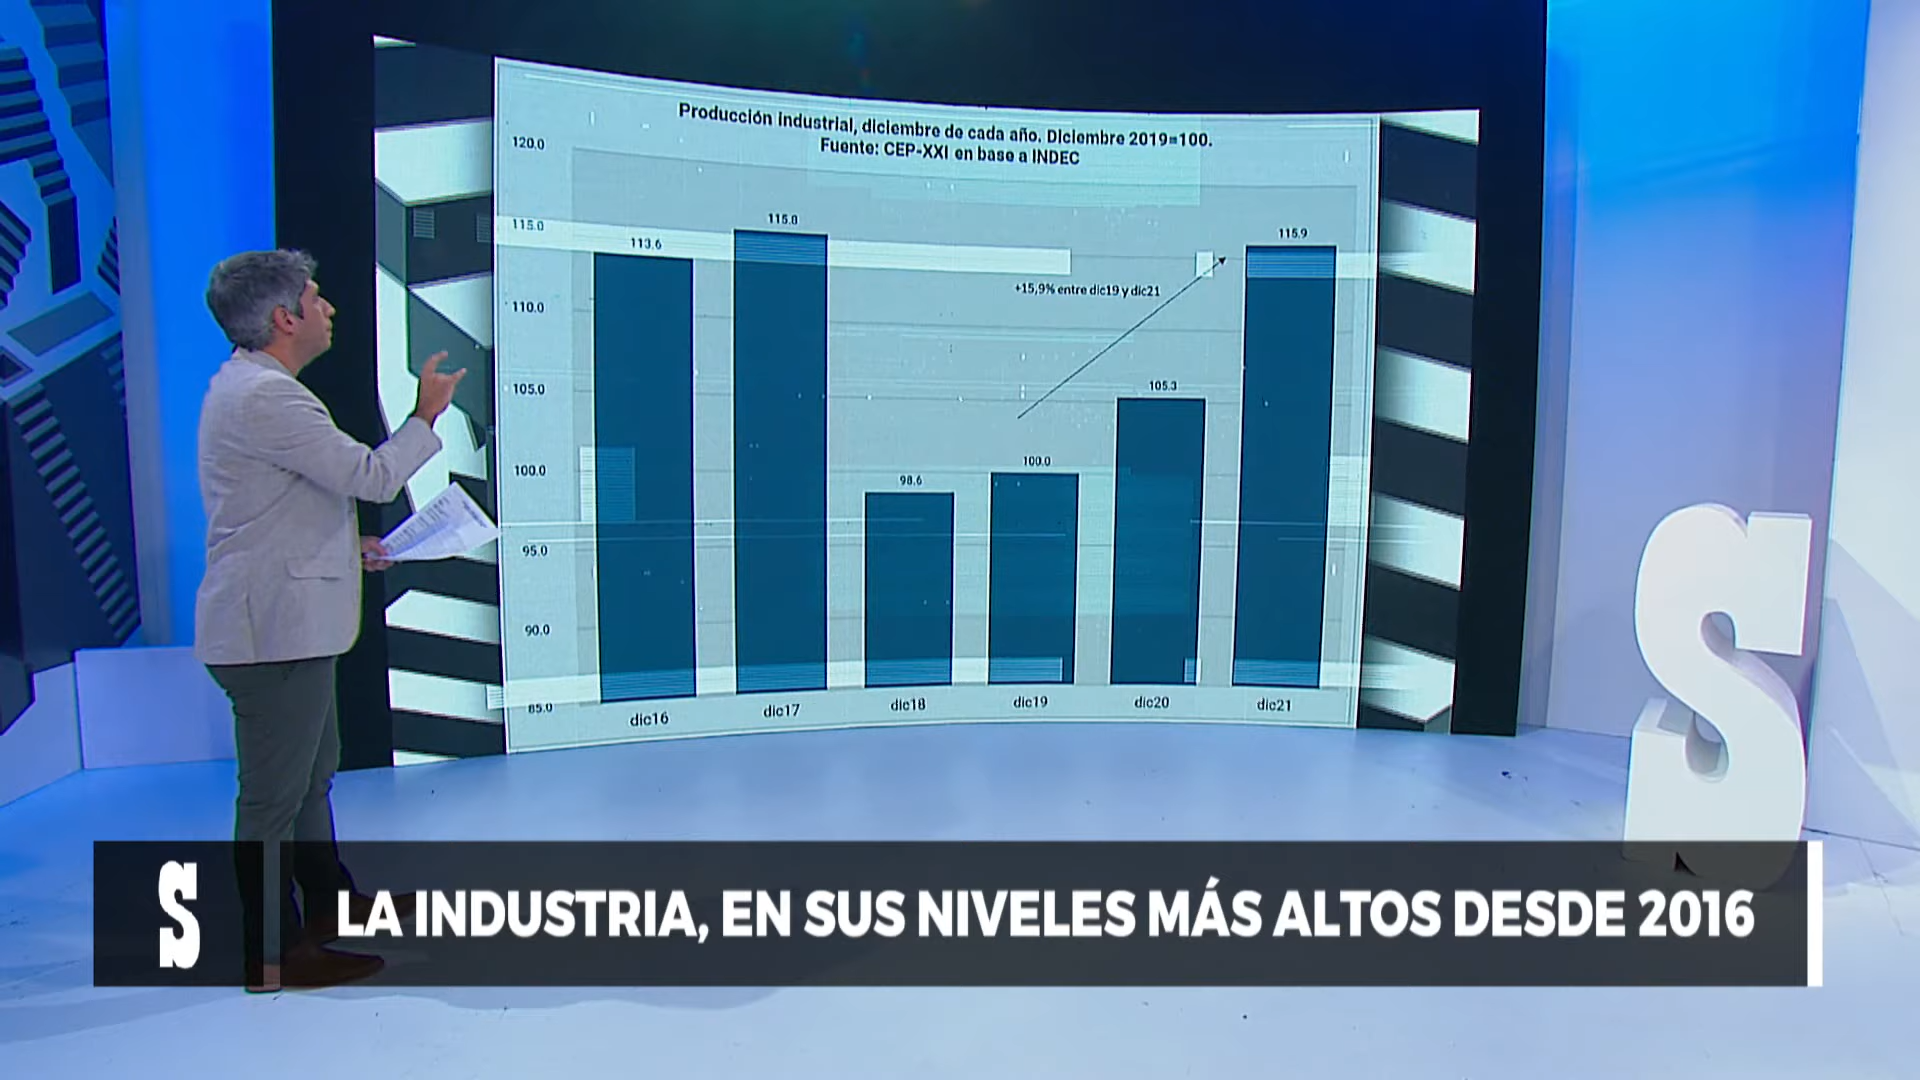 Producción industrial, diciembre de cada año. Diciembre 2019=100.
Fuente: CEP-XXI en base a INDEC
120.0
115.0
110.0
105.0
100.0
95.0
90.0
85.0
113.6
115.8
98.6
100.0
105.3
115.9
+15,9% entre dic19 y dic21
dic16
dic17
dic18
dic19
dic20
dic21
S
S
LA INDUSTRIA, EN SUS NIVELES MÁS ALTOS DESDE 2016